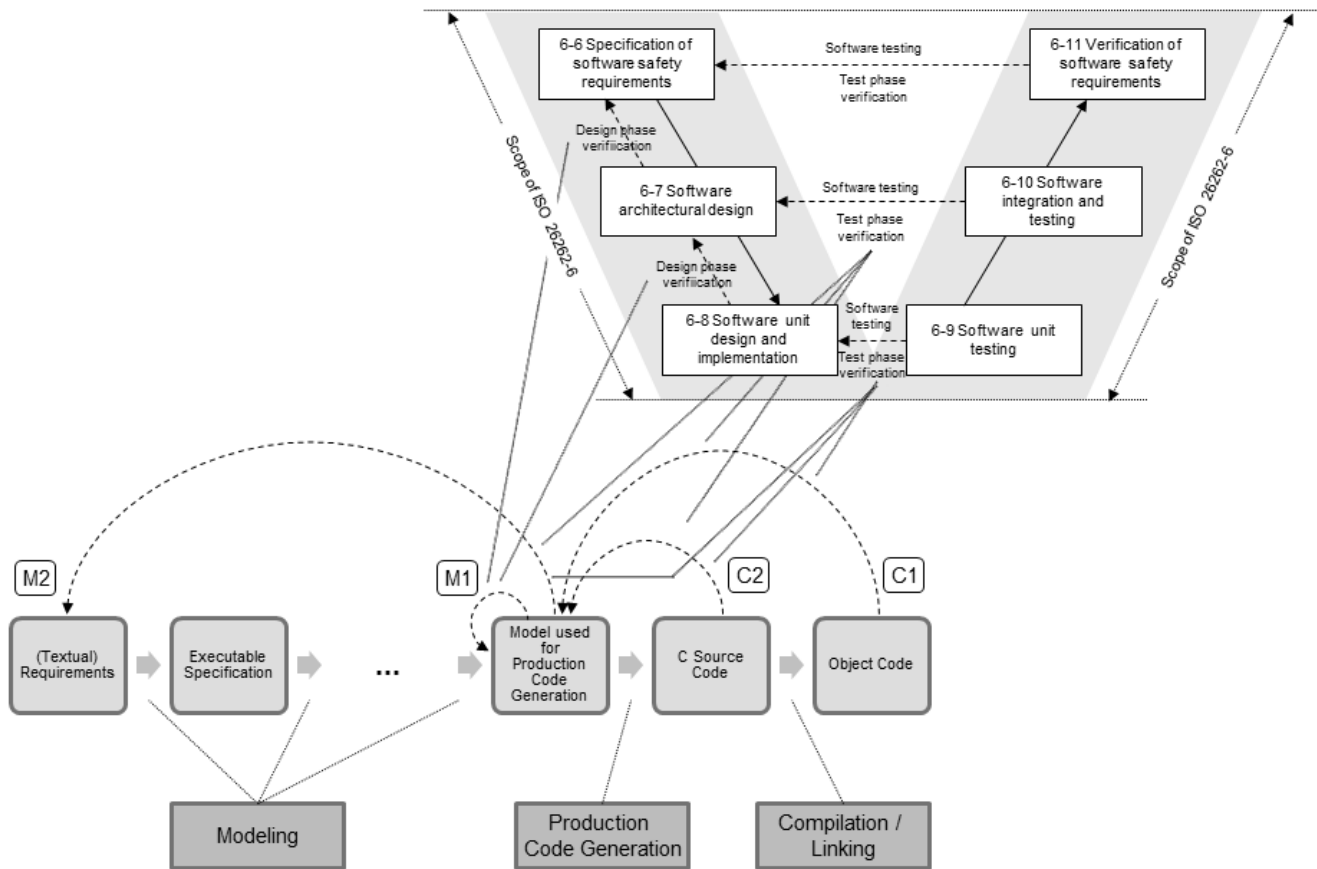 6-6 Specification of
software safety
requirements
Software testing
Test phase
verification
6-11 Verification of
software safety
requirements
Design phase
verifiication
Scope of ISO 26262-6
6-7 Software
architectural design
Software testing
Test phase
verification
6-10 Software
integration and
testing
Scope of ISO 26262-6
Design phase
verifiication
6-8 Software unit
design and
implementation
Software
testing
Test phase
verification
6-9 Software unit
testing
M2
M1
C2
C1
(Textual)
Requirements
Executable
Specification
...
Model used
for
Production
Code
Generation
C Source
Code
Object Code
Modeling
Production
Code Generation
Compilation /
Linking